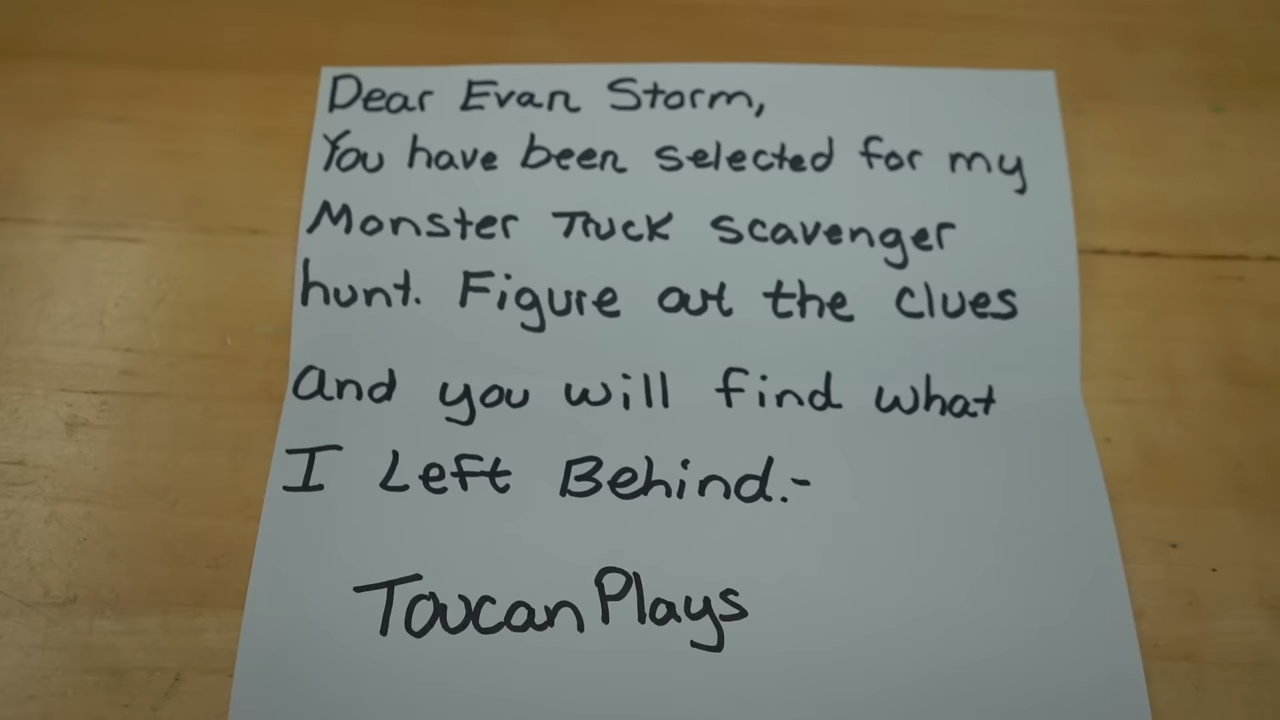 Dear Evan Storm,
You have been selected for my
Monster Truck scavenger
hunt. Figure out the clues
and you will find what
I Left Behind.-
ToucanPlays